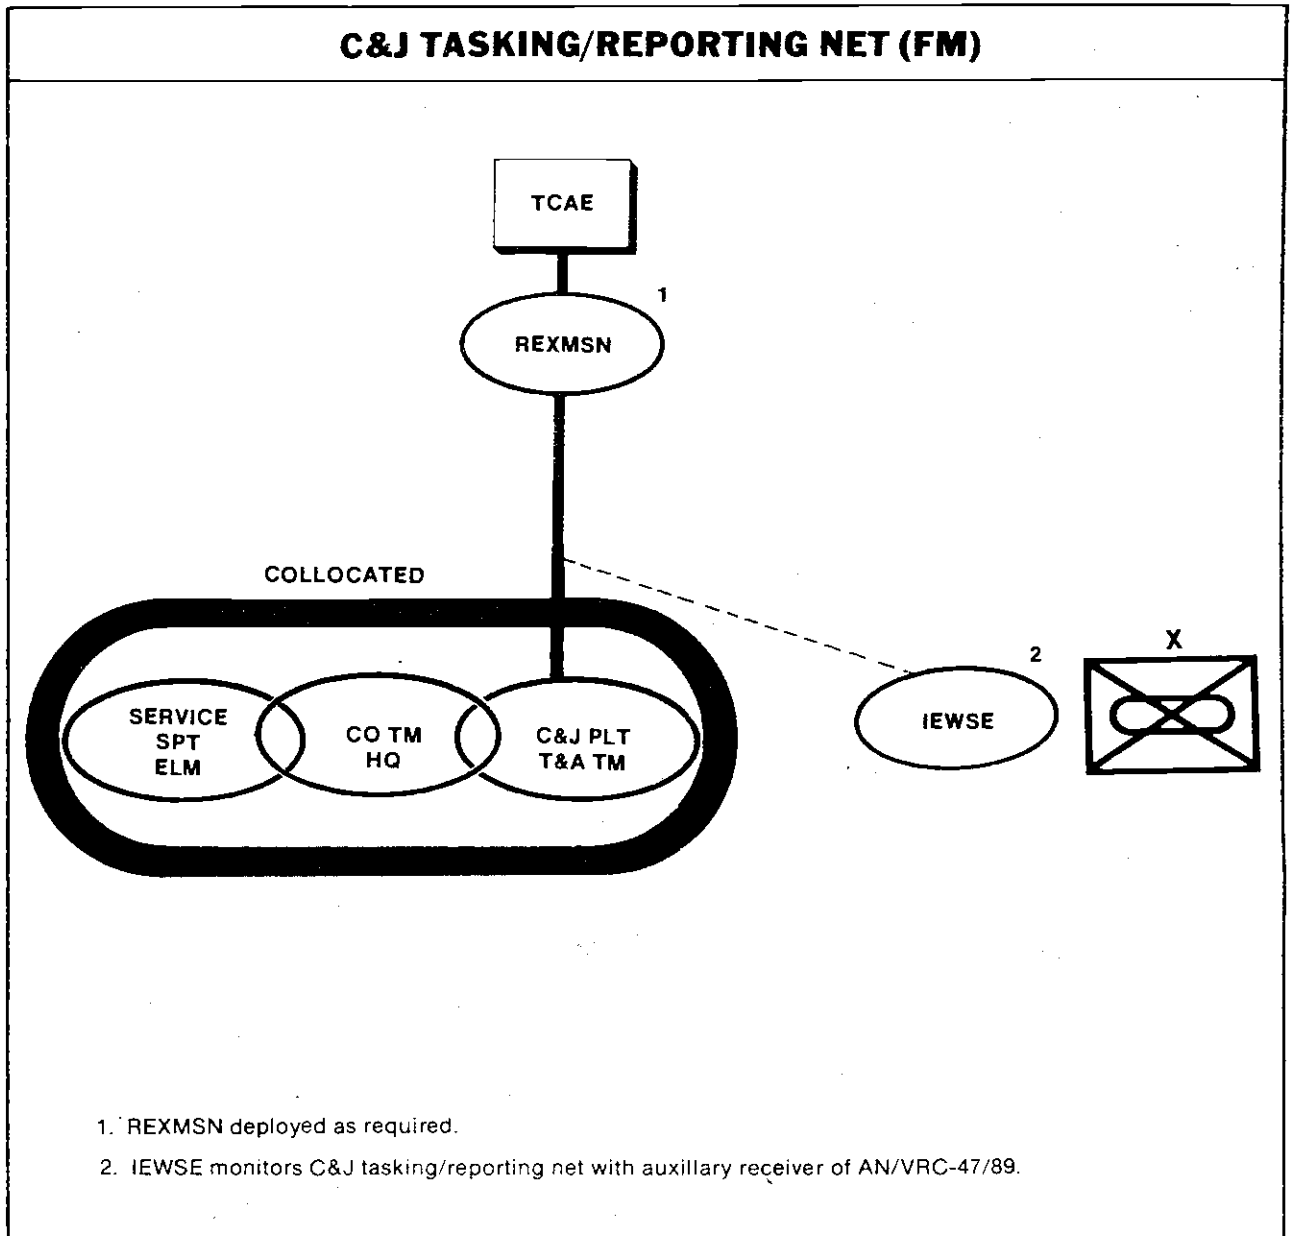 C&J TASKING/REPORTING NET (FM)
TCAE
1
REXMSN
COLLOCATED
2
X
SERVICE
SPT
ELM
CO TM
HQ
C&J PLT
T&A TM
IEWSE
1. REXMSN deployed as required.
2. IEWSE monitors C&J tasking/reporting net with auxillary receiver of AN/VRC-47/89.